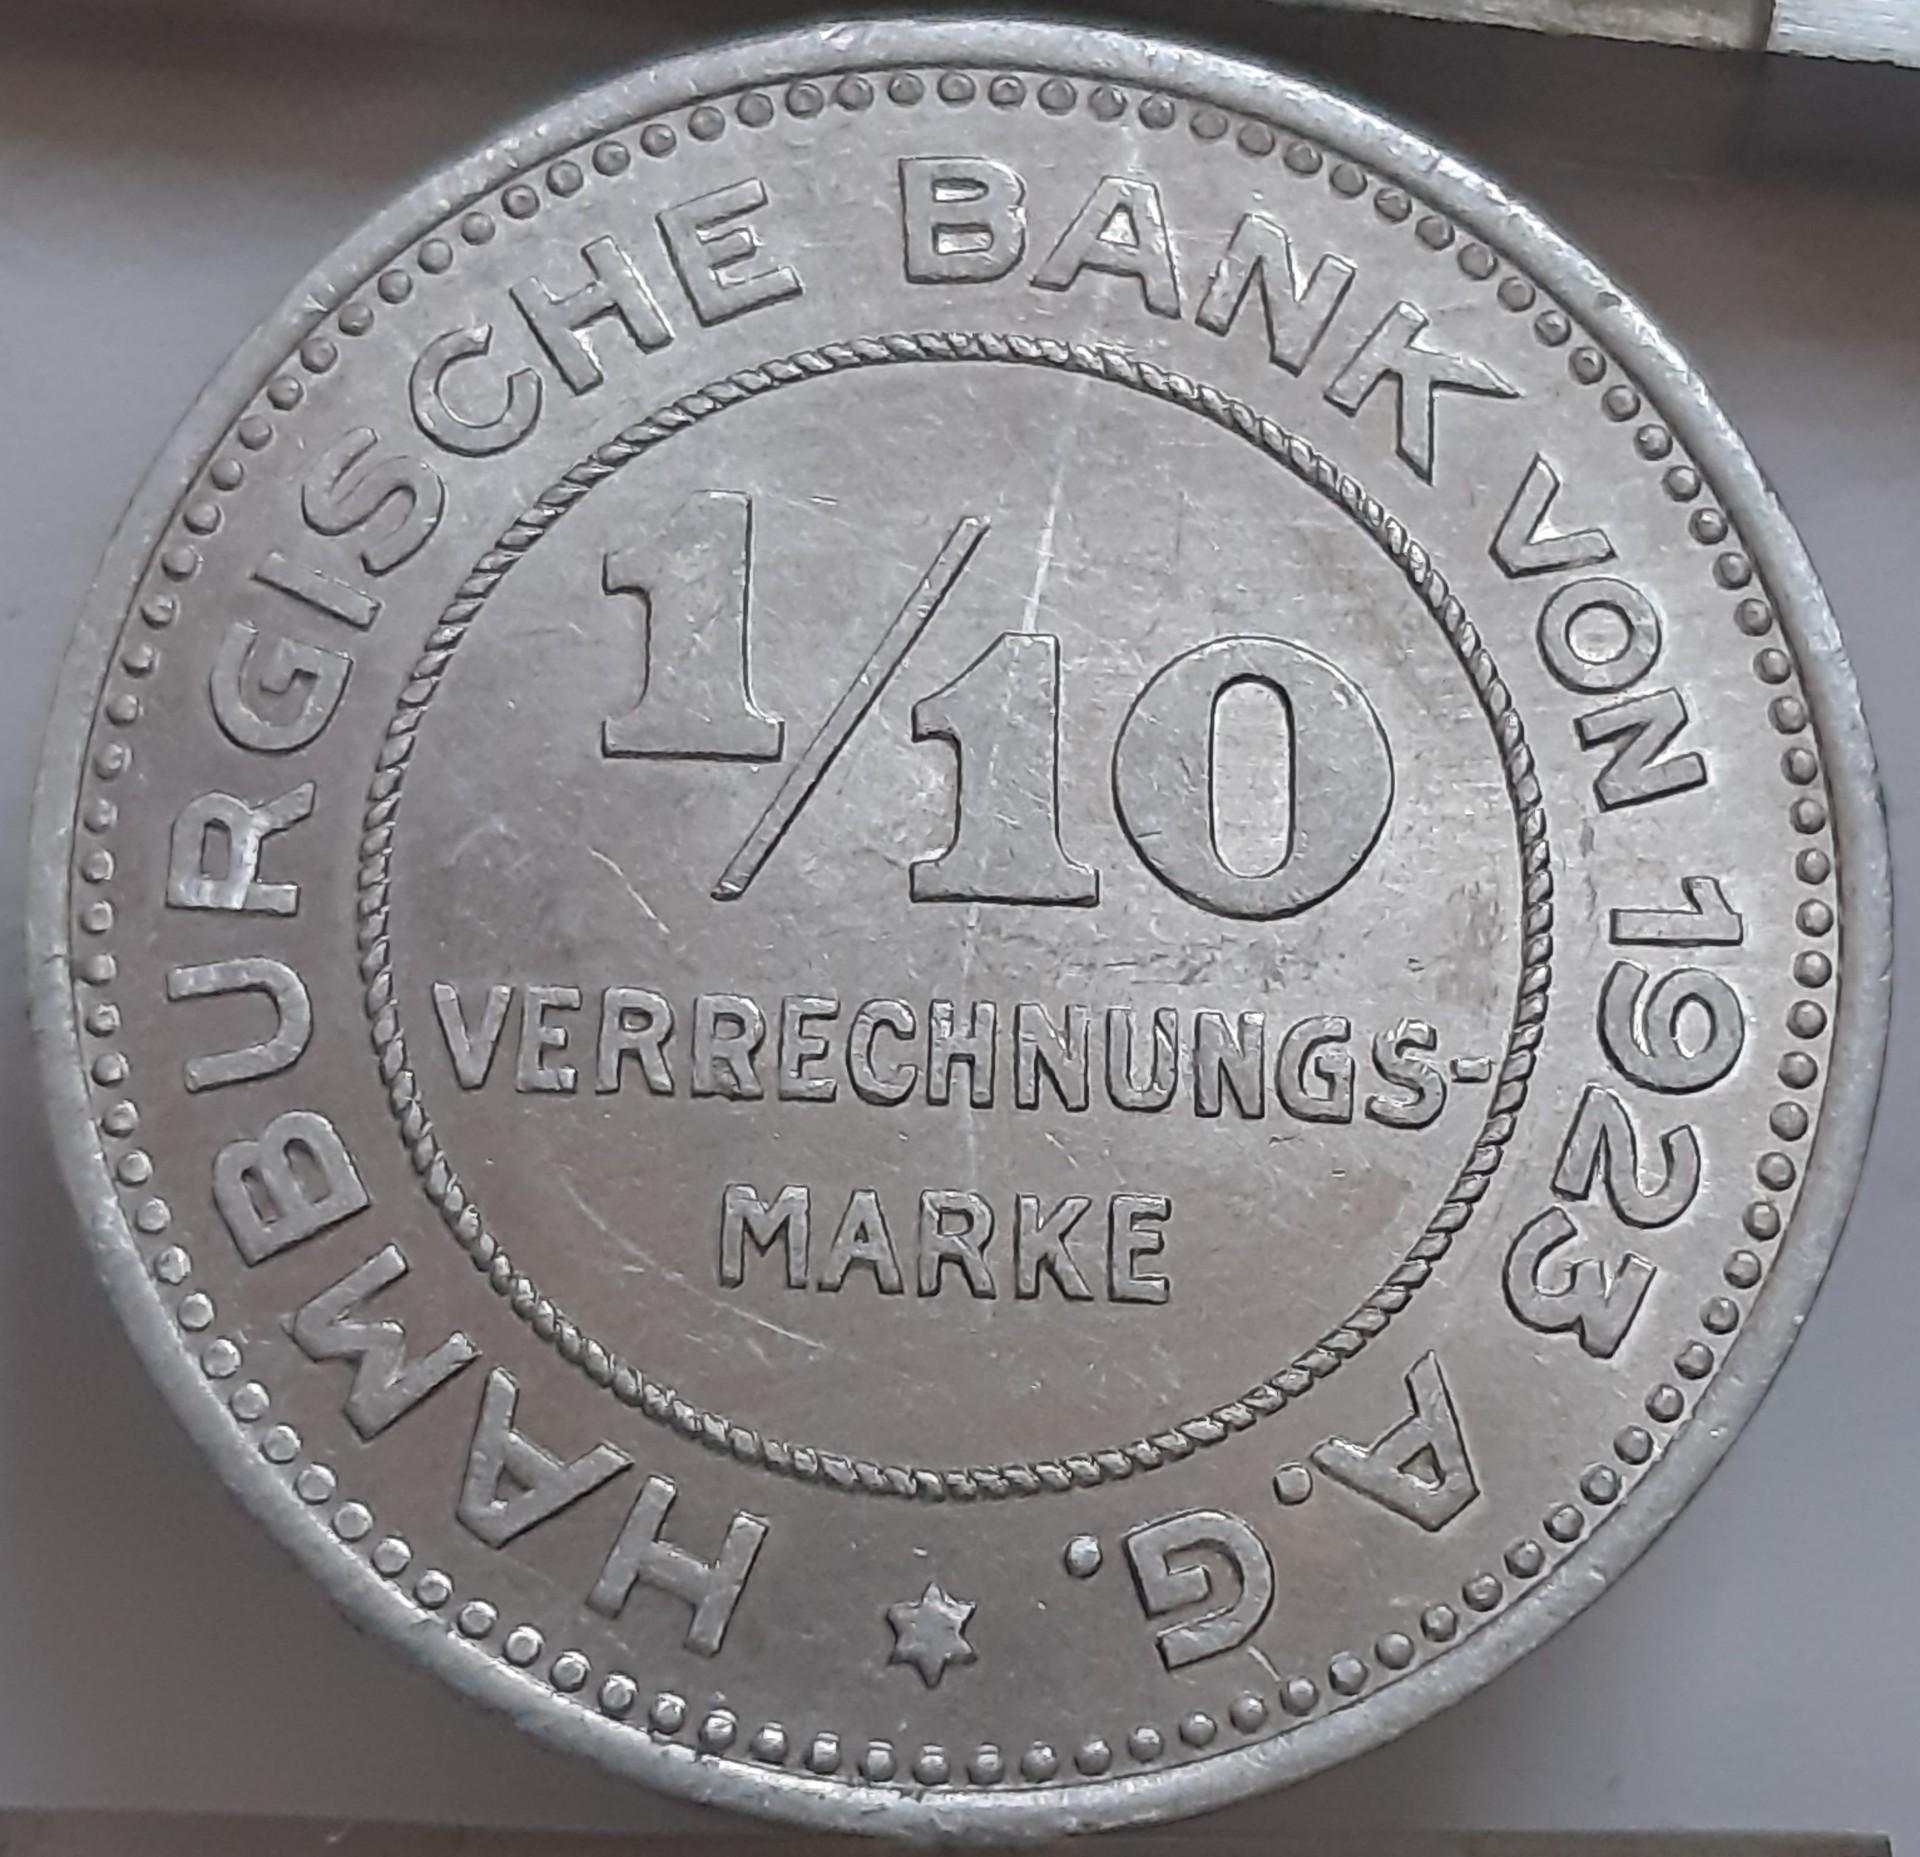 HAMBURGISCHE BANK VON 1923 A.G.
1/10
VERRECHNUNGS-
MARKE